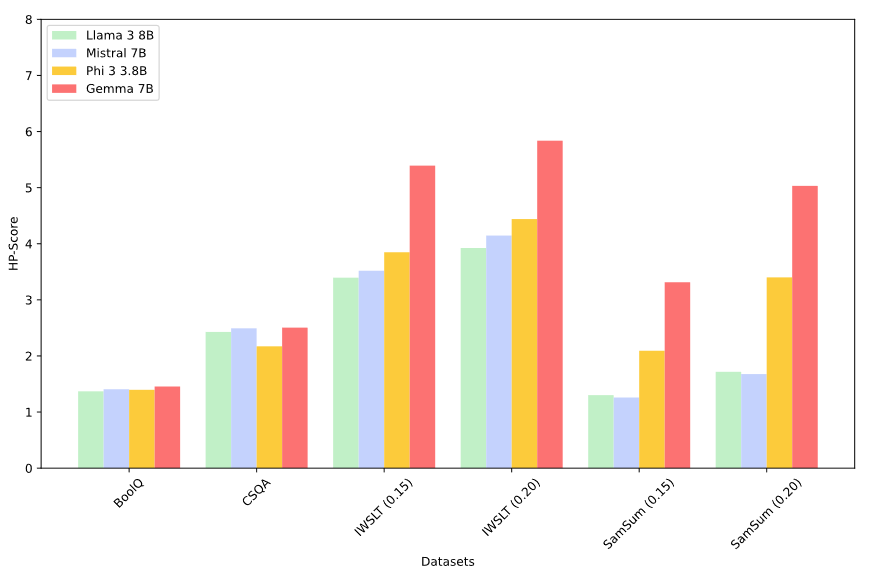 8
7
6
5
4
3
2
1
0
HP-Score
Llama 3 8B
Mistral 7B
Phi 3 3.8B
Gemma 7B
BoolQ
CSQA
IWSLT (0.15)
IWSLT (0.20)
SamSum (0.15)
SamSum (0.20)
Datasets